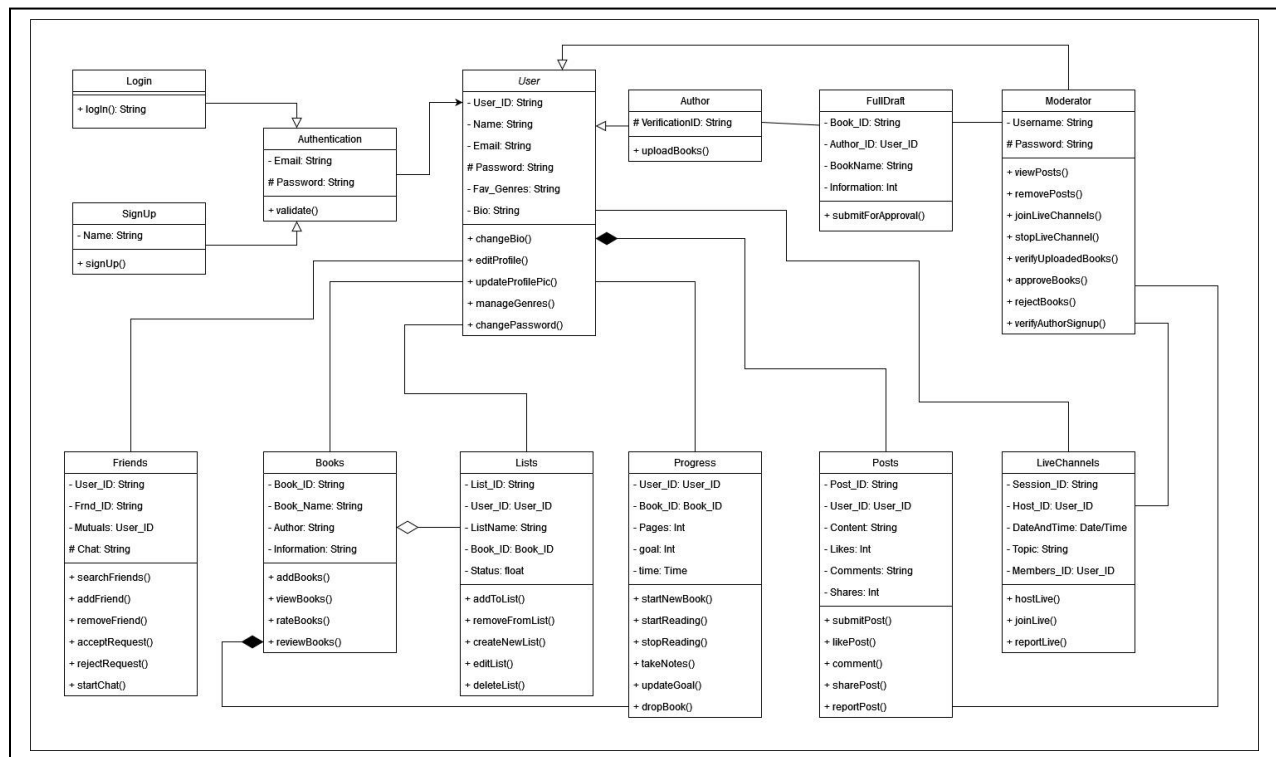 Login
+ logIn(): String
SignUp
- Name: String
+ signUp()
Authentication
- Email: String
# Password: String
+ validate()
User
- User_ID: String
- Name: String
- Email: String
# Password: String
- Fav_Genres: String
- Bio: String
+ changeBio()
+ editProfile()
+ updateProfilePic()
+ manageGenres()
+ changePassword()
Author
# VerificationID: String
+ uploadBooks()
FullDraft
- Book_ID: String
- Author_ID: User_ID
- BookName: String
- Information: Int
+ submitForApproval()
Moderator
- Username: String
# Password: String
+ viewPosts()
+ removePosts()
+ joinLiveChannels()
+ stopLiveChannel()
+ verifyUploadedBooks()
+ approveBooks()
+ rejectBooks()
+ verifyAuthorSignup()
Friends
- User_ID: String
- Frnd_ID: String
- Mutuals: User_ID
# Chat: String
+ searchFriends()
+ addFriend()
+ removeFriend()
+ acceptRequest()
+ rejectRequest()
+ startChat()
Books
- Book_ID: String
- Book_Name: String
- Author: String
- Information: String
+ addBooks()
+ viewBooks()
+ rateBooks()
+ reviewBooks()
Lists
- List_ID: String
- User_ID: User_ID
- ListName: String
- Book_ID: Book_ID
- Status: float
+ addToList()
+ removeFromList()
+ createNewList()
+ editList()
+ deleteList()
Progress
- User_ID: User_ID
- Book_ID: Book_ID
- Pages: Int
- goal: Int
- time: Time
+ startNewBook()
+ startReading()
+ stopReading()
+ takeNotes()
+ updateGoal()
+ dropBook()
Posts
- Post_ID: String
- User_ID: User_ID
- Content: String
- Likes: Int
- Comments: String
- Shares: Int
+ submitPost()
+ likePost()
+ comment()
+ sharePost()
+ reportPost()
LiveChannels
- Session_ID: String
- Host_ID: User_ID
- DateAndTime: Date/Time
- Topic: String
- Members_ID: User_ID
+ hostLive()
+ joinLive()
+ reportLive()